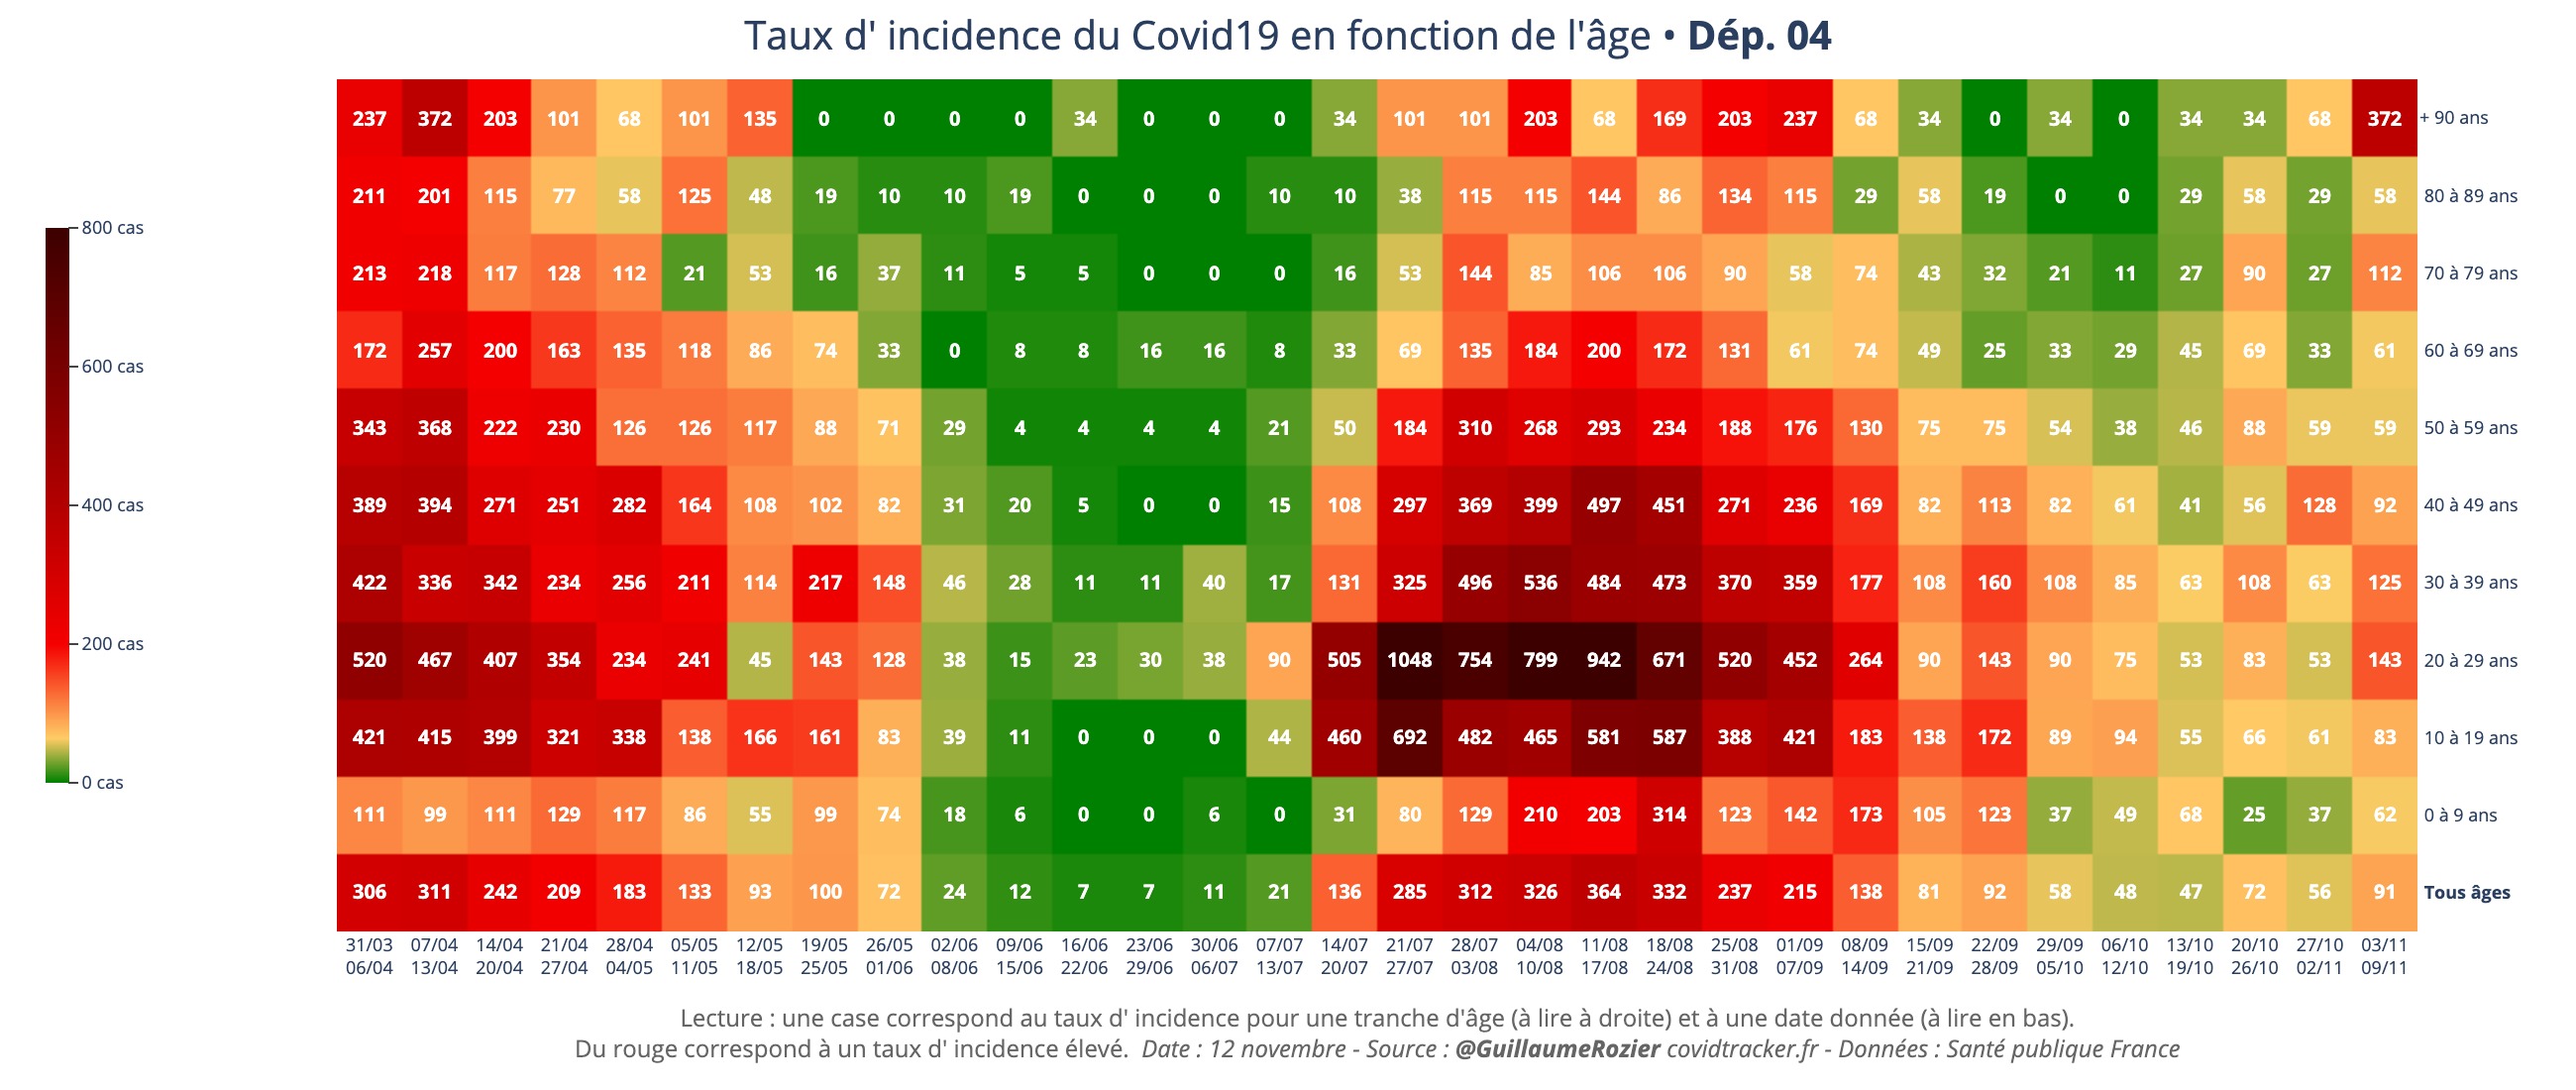 Taux d' incidence du Covid19 en fonction de l'âge • Dép. 04
237 372 203 101 68 101 135 0 0 0 0 34 0 0 0 34 101 101 203 68 169 203 237 68 34 0 34 0 34 34 68 372 + 90 ans
211 201 115 77 58 125 48 19 10 10 19 0 0 0 10 10 38 115 115 144 86 134 115 29 58 19 0 0 29 58 29 58 80 à 89 ans
800 cas
213 218 117 128 112 21 53 16 37 11 5 5 0 0 0 16 53 144 85 106 106 90 58 74 43 32 21 11 27 90 27 112 70 à 79 ans
172 257 200 163 135 118 86 74 33 0 8 8 16 16 8 33 69 135 184 200 172 131 61 74 49 25 33 29 45 69 33 61 60 à 69 ans
600 cas
343 368 222 230 126 126 117 88 71 29 4 4 4 4 21 50 184 310 268 293 234 188 176 130 75 75 54 38 46 88 59 59 50 à 59 ans
400 cas
389 394 271 251 282 164 108 102 82 31 20 5 0 0 15 108 297 369 399 497 451 271 236 169 82 113 82 61 41 56 128 92 40 à 49 ans
422 336 342 234 256 211 114 217 148 46 28 11 11 40 17 131 325 496 536 484 473 370 359 177 108 160 108 85 63 108 63 125 30 à 39 ans
200 cas
520 467 407 354 234 241 45 143 128 38 15 23 30 38 90 505 1048 754 799 942 671 520 452 264 90 143 90 75 53 83 53 143 20 à 29 ans
421 415 399 321 338 138 166 161 83 39 11 0 0 0 44 460 692 482 465 581 587 388 421 183 138 172 89 94 55 66 61 83 10 à 19 ans
0 cas
111 99 111 129 117 86 55 99 74 18 6 0 0 6 0 31 80 129 210 203 314 123 142 173 105 123 37 49 68 25 37 62 0 à 9 ans
306 311 242 209 183 133 93 100 72 24 12 7 7 11 21 136 285 312 326 364 332 237 215 138 81 92 58 48 47 72 56 91 Tous âges
31/03 07/04 14/04 21/04 28/04 05/05 12/05 19/05 26/05 02/06 09/06 16/06 23/06 30/06 07/07 14/07 21/07 28/07 04/08 11/08 18/08 25/08 01/09 08/09 15/09 22/09 29/09 06/10 13/10 20/10 27/10 03/11
06/04 13/04 20/04 27/04 04/05 11/05 18/05 25/05 01/06 08/06 15/06 22/06 29/06 06/07 13/07 20/07 27/07 03/08 10/08 17/08 24/08 31/08 07/09 14/09 21/09 28/09 05/10 12/10 19/10 26/10 02/11 09/11
Lecture : une case correspond au taux d' incidence pour une tranche d'âge (à lire à droite) et à une date donnée (à lire en bas).
Du rouge correspond à un taux d' incidence élevé. Date : 12 novembre - Source : @GuillaumeRozier covidtracker.fr - Données : Santé publique France